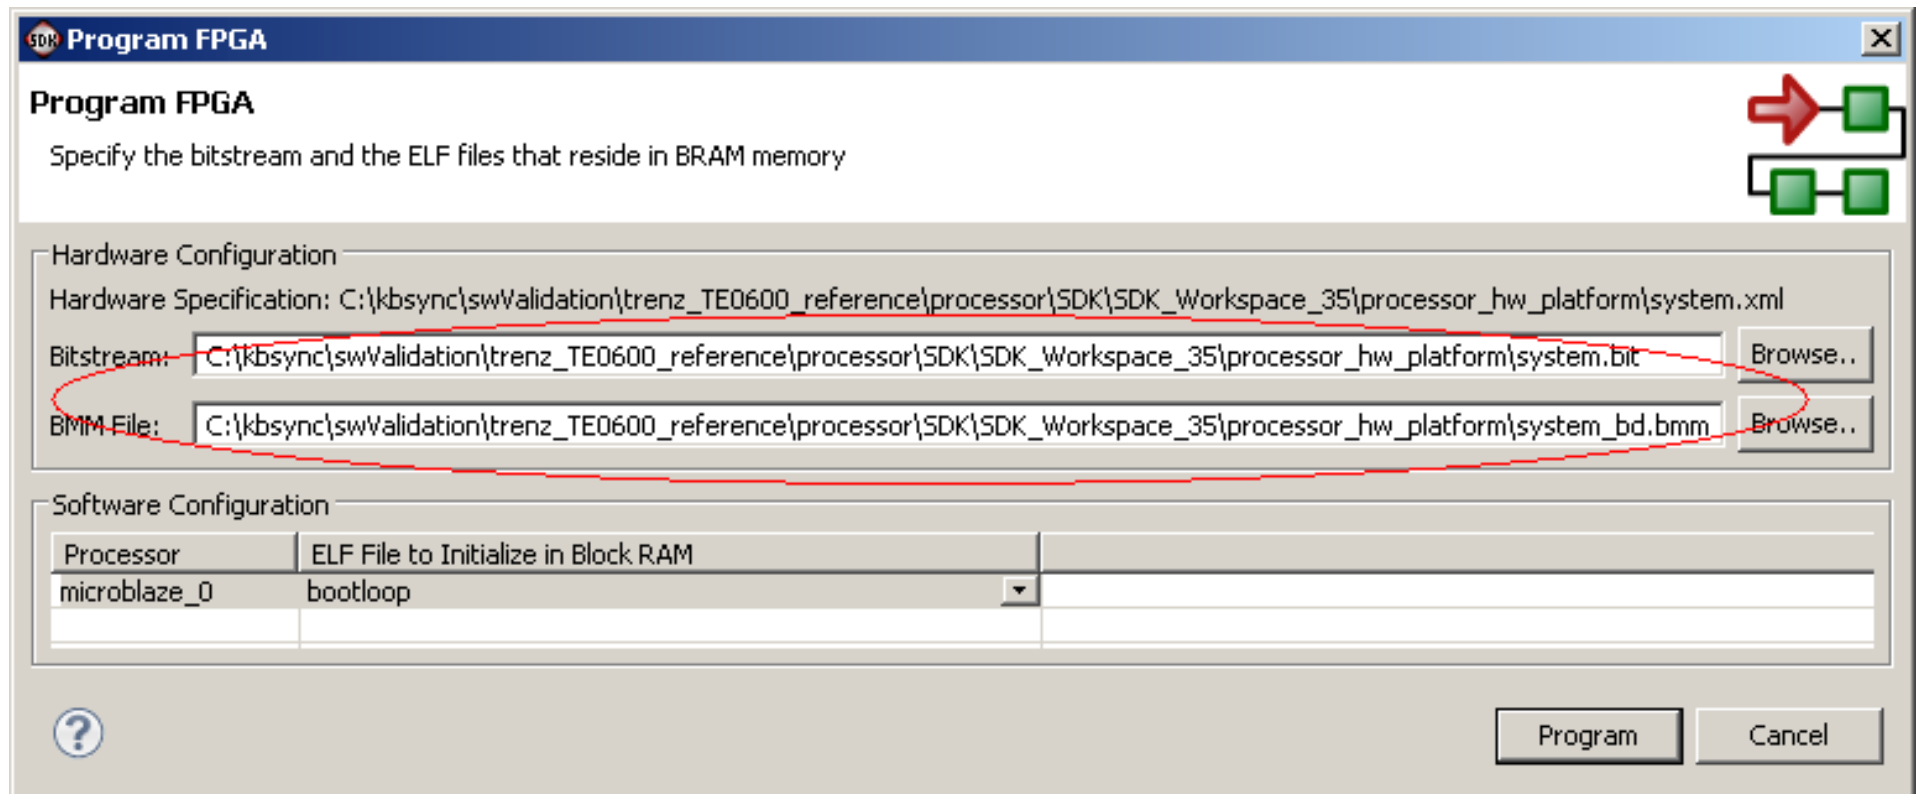 SDK Program FPGA
Program FPGA
Specify the bitstream and the ELF files that reside in BRAM memory
Hardware Configuration
Hardware Specification: C:\kbsync\swValidation\trenz_TE0600_reference\processor\SDK\SDK_Workspace_35\processor_hw_platform\system.xml
Bitstream: C:\kbsync\swValidation\trenz_TE0600_reference\processor\SDK\SDK_Workspace_35\processor_hw_platform\system.bit Browse..
BMM File: C:\kbsync\swValidation\trenz_TE0600_reference\processor\SDK\SDK_Workspace_35\processor_hw_platform\system_bd.bmm Browse..
Software Configuration
Processor ELF File to Initialize in Block RAM
microblaze_0 bootloop
? Program Cancel